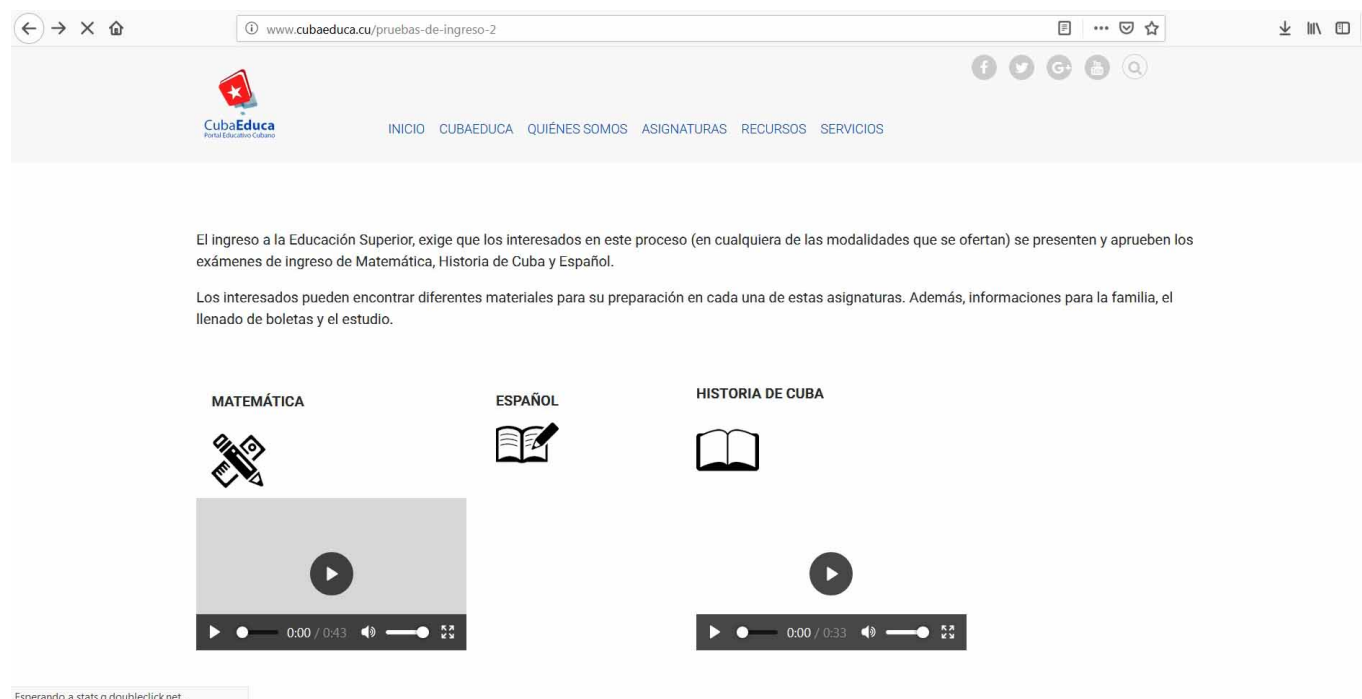 www.cubaeduca.cu/pruebas-de-ingreso-2
CubaEduca
Portal Educativo Cubano
INICIO CUBAEDUCA QUIÉNES SOMOS ASIGNATURAS RECURSOS SERVICIOS
El ingreso a la Educación Superior, exige que los interesados en este proceso (en cualquiera de las modalidades que se ofertan) se presenten y aprueben los
exámenes de ingreso de Matemática, Historia de Cuba y Español.
Los interesados pueden encontrar diferentes materiales para su preparación en cada una de estas asignaturas. Además, informaciones para la familia, el
llenado de boletas y el estudio.
MATEMÁTICA
ESPAÑOL
HISTORIA DE CUBA
0:00 / 0:43
0:00 / 0:33
Esperando a stats.g.doubleclick.net